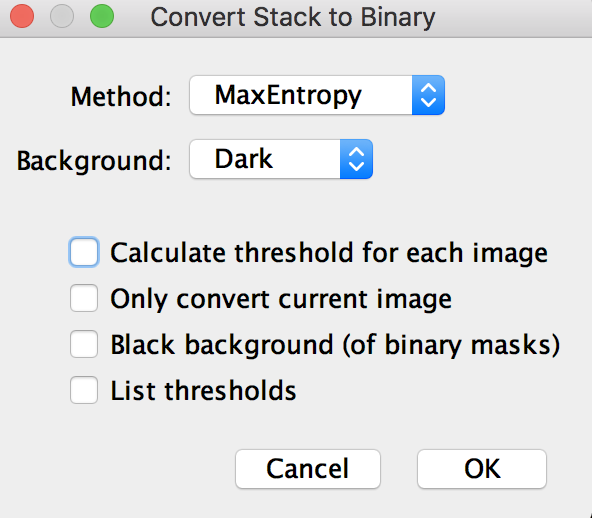 Convert Stack to Binary
Method: MaxEntropy
Background: Dark
Calculate threshold for each image
Only convert current image
Black background (of binary masks)
List thresholds
Cancel OK